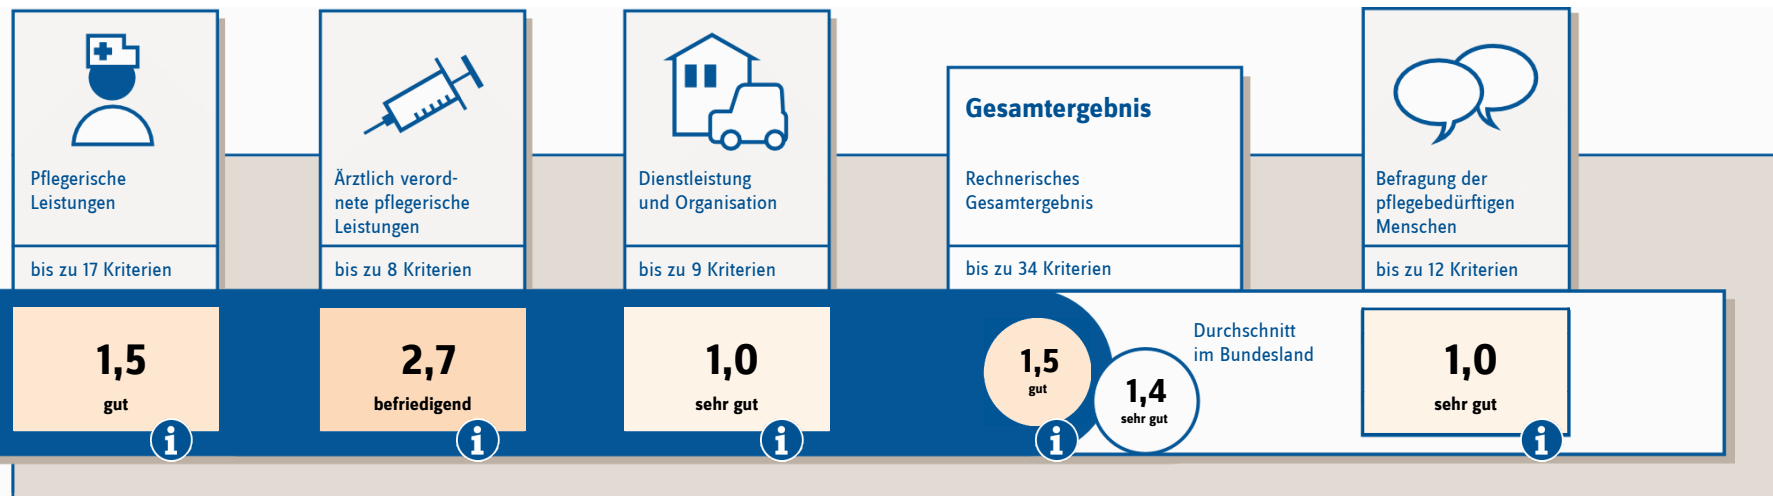 Pflegerische
Leistungen
bis zu 17 Kriterien
1,5
gut
i
Ärztlich verord-
nete pflegerische
Leistungen
bis zu 8 Kriterien
2,7
befriedigend
i
Dienstleistung
und Organisation
bis zu 9 Kriterien
1,0
sehr gut
i
Gesamtergebnis
Rechnerisches
Gesamtergebnis
bis zu 34 Kriterien
1,5
gut
i
1,4
sehr gut
Durchschnitt
im Bundesland
Befragung der
pflegebedürftigen
Menschen
bis zu 12 Kriterien
1,0
sehr gut
i